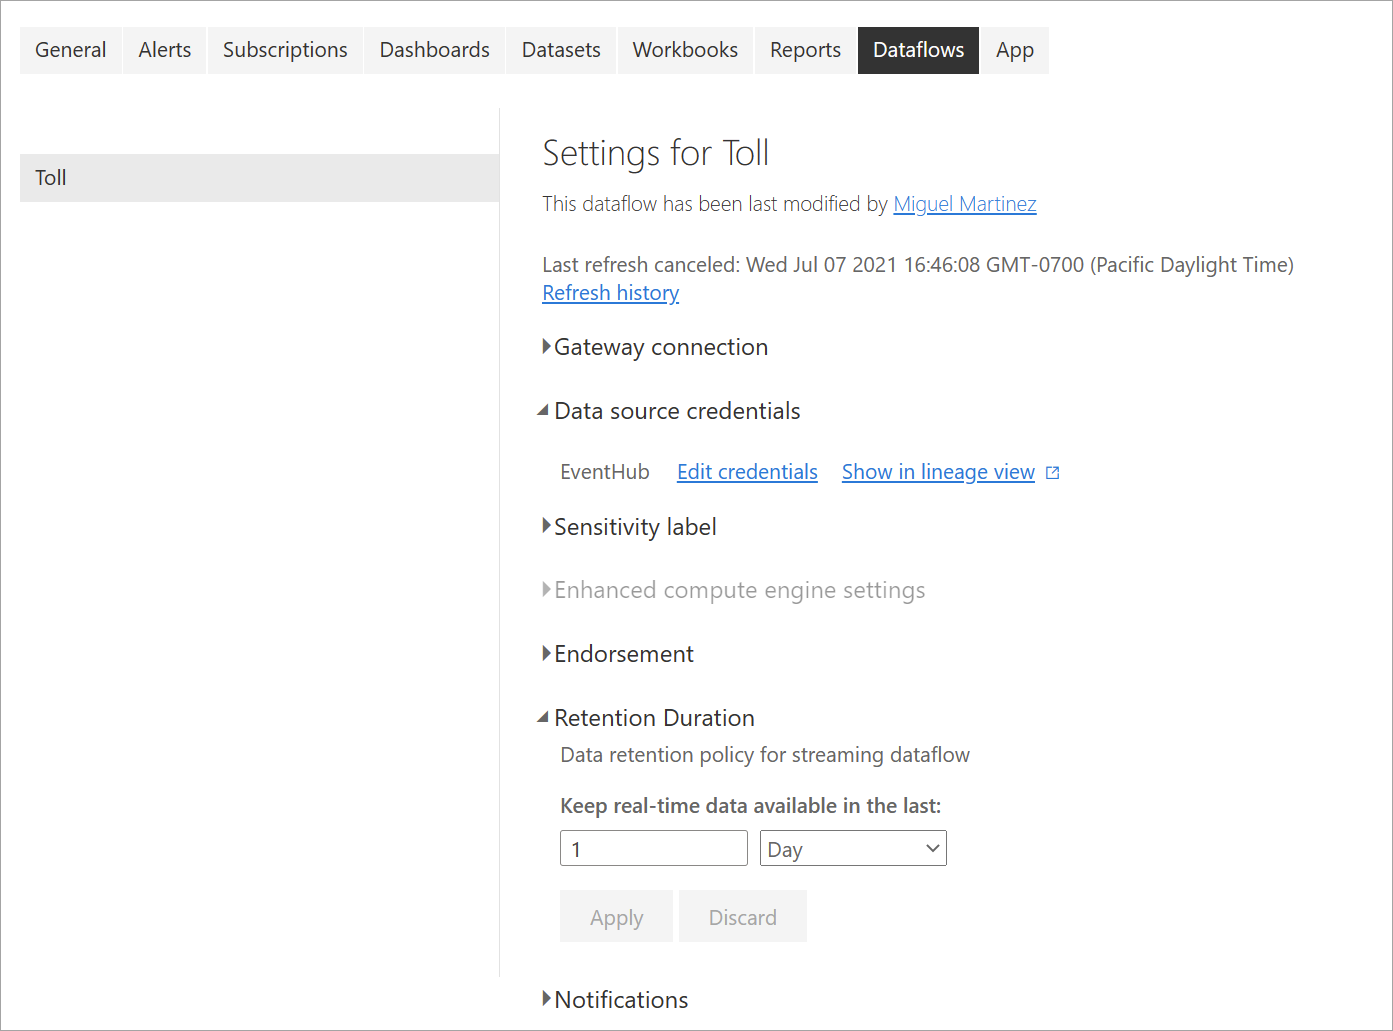 General Alerts Subscriptions Dashboards Datasets Workbooks Reports Dataflows App
Toll
Settings for Toll
This dataflow has been last modified by Miguel Martinez
Last refresh canceled: Wed Jul 07 2021 16:46:08 GMT-0700 (Pacific Daylight Time)
Refresh history
Gateway connection
Data source credentials
EventHub Edit credentials Show in lineage view
Sensitivity label
Enhanced compute engine settings
Endorsement
Retention Duration
Data retention policy for streaming dataflow
Keep real-time data available in the last:
1 Day
Apply Discard
Notifications